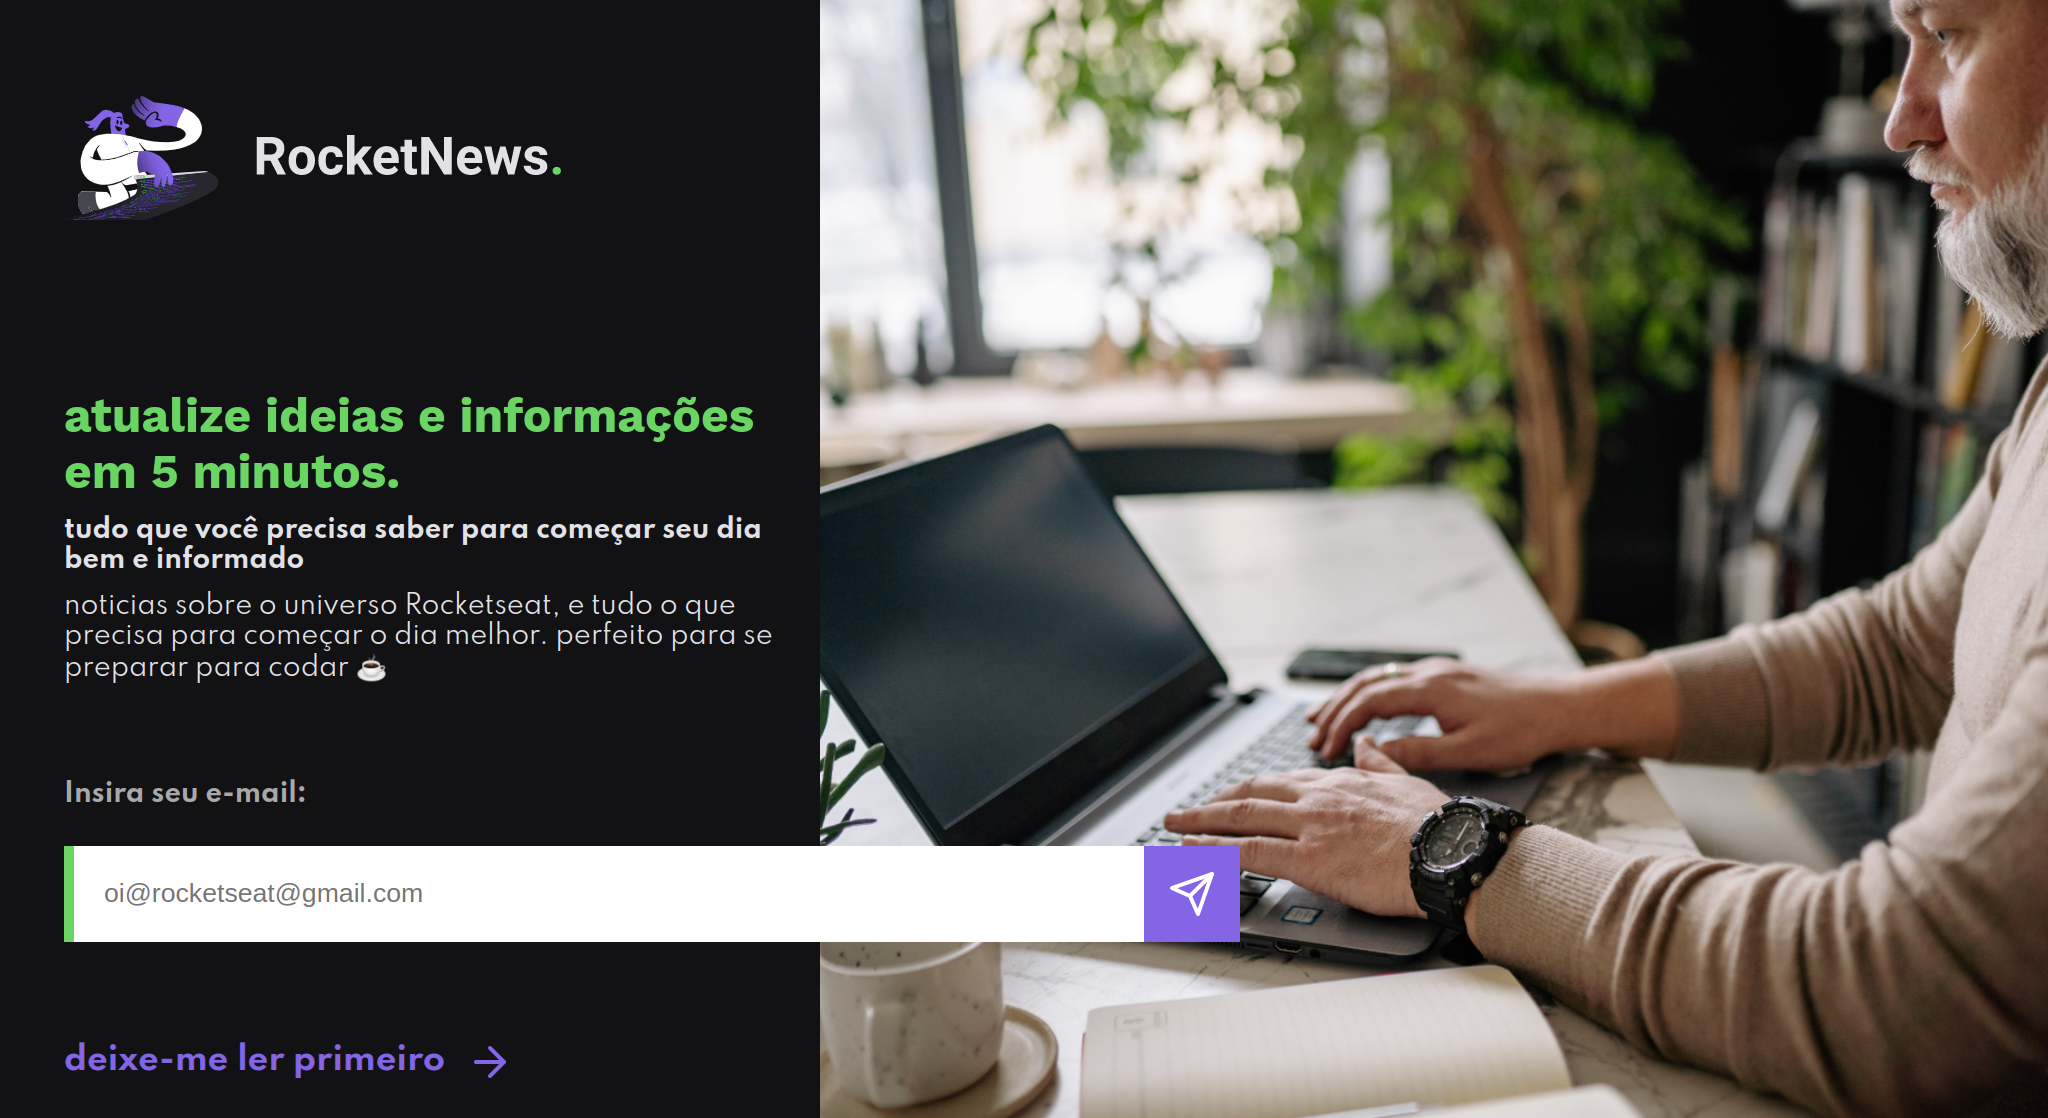 RocketNews.
atualize ideias e informações
em 5 minutos.
tudo que você precisa saber para começar seu dia
bem e informado
noticias sobre o universo Rocketseat, e tudo o que
precisa para começar o dia melhor. perfeito para se
preparar para codar ☕
Insira seu e-mail:
oi@rocketseat@gmail.com
deixe-me ler primeiro